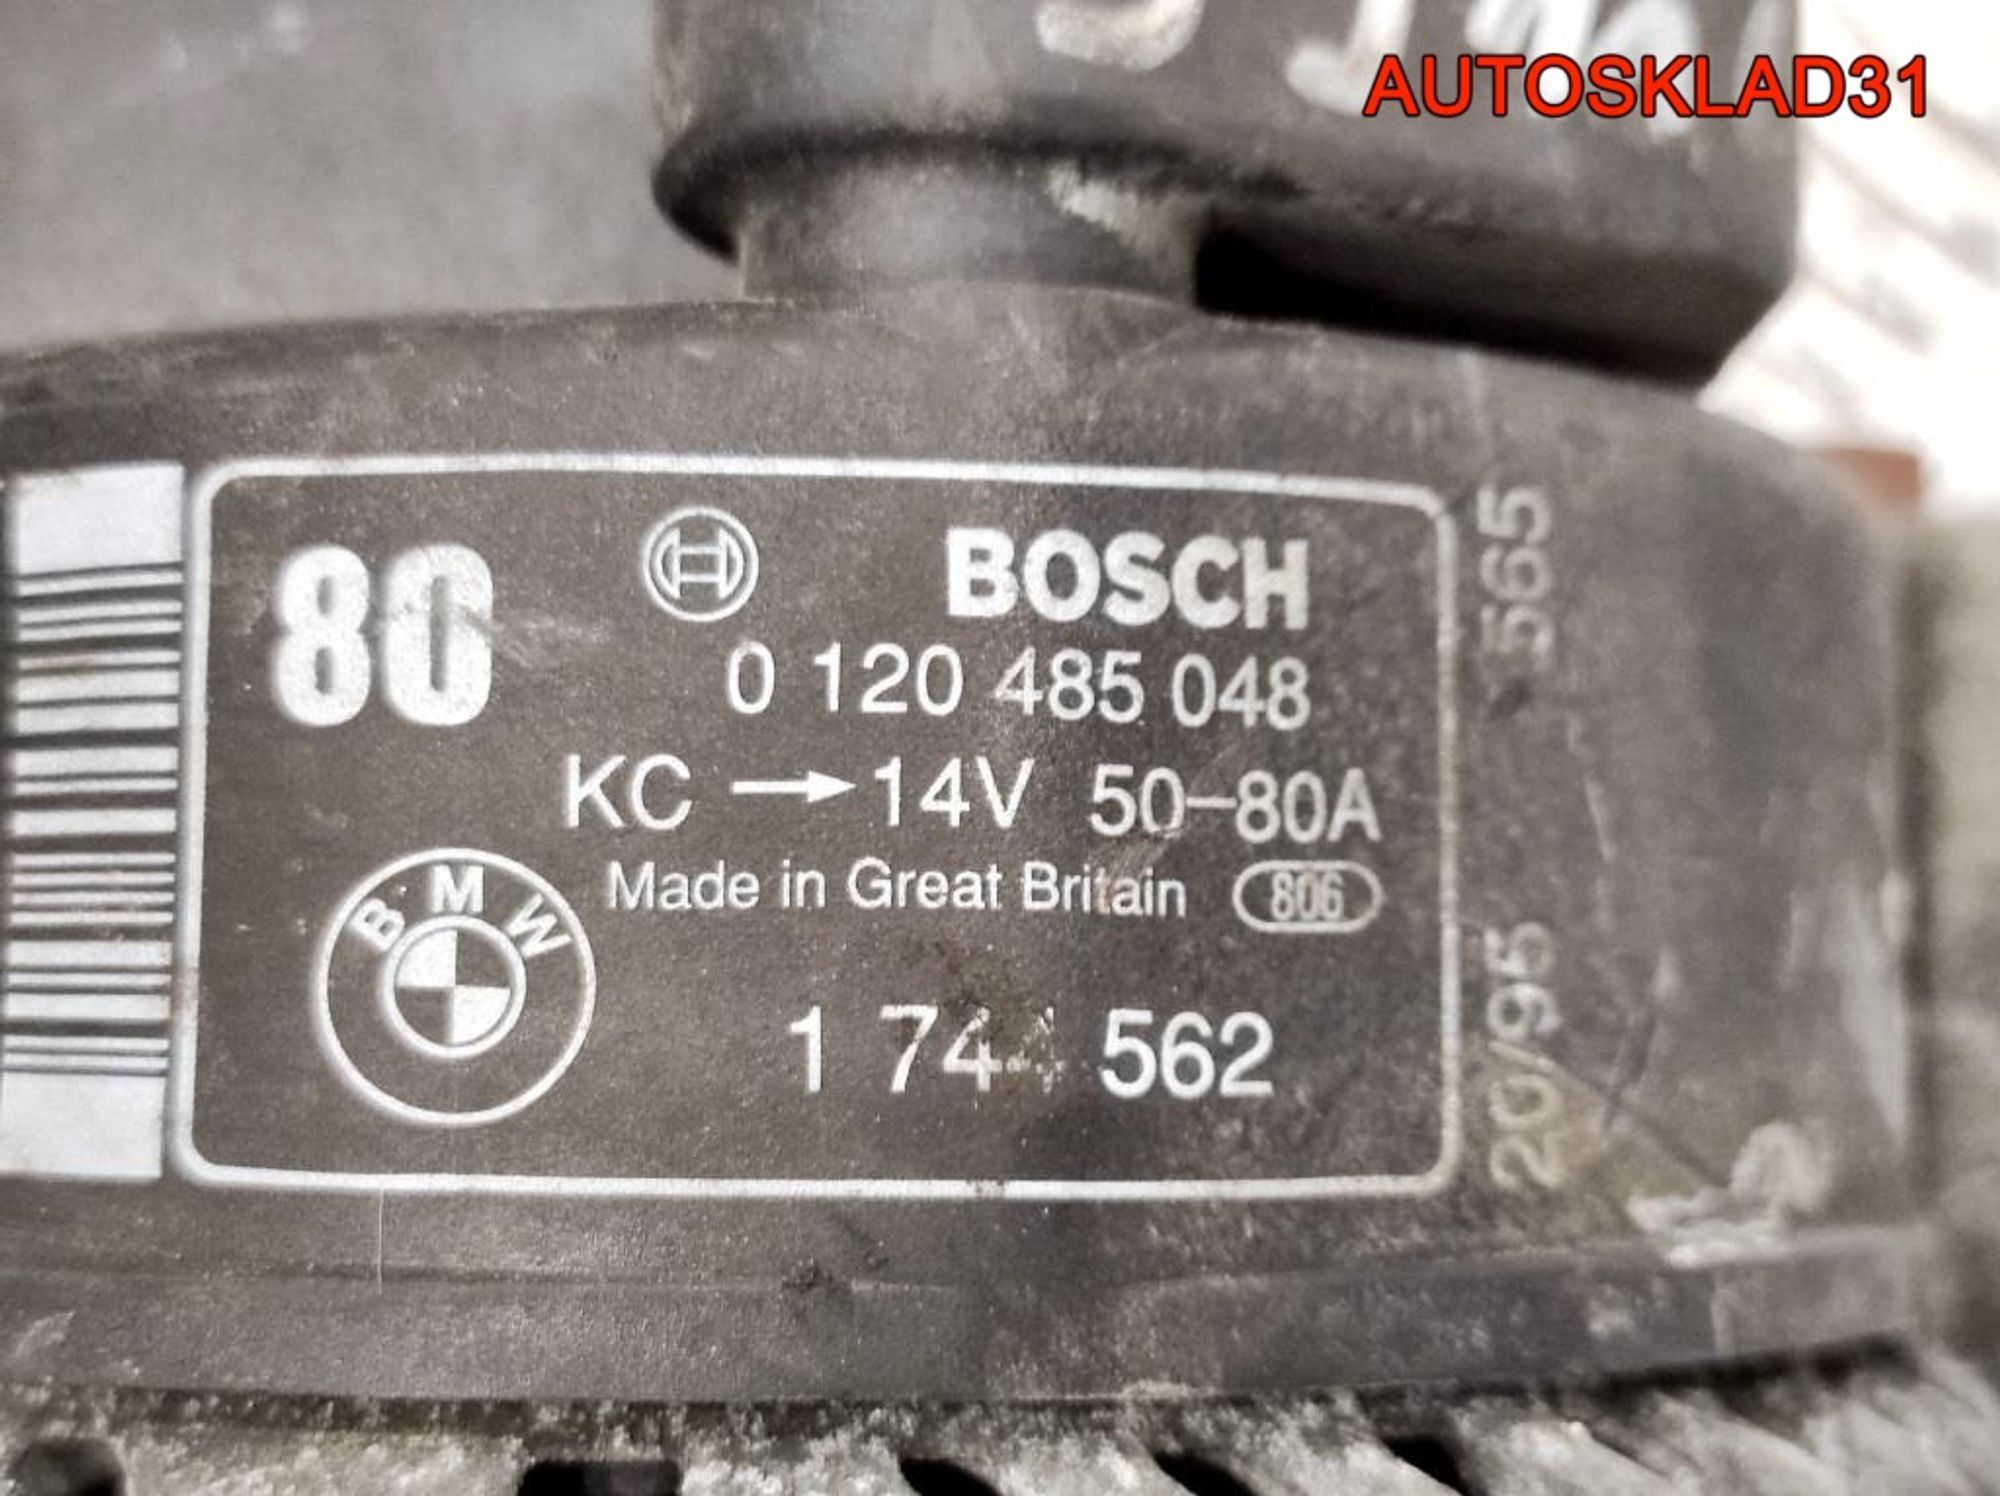 AUTOSKLAD31
80
BOSCH
0 120 485 048
KC → 14V 50-80A
Made in Great Britain 806
BMW
1 744 562
565
20/95